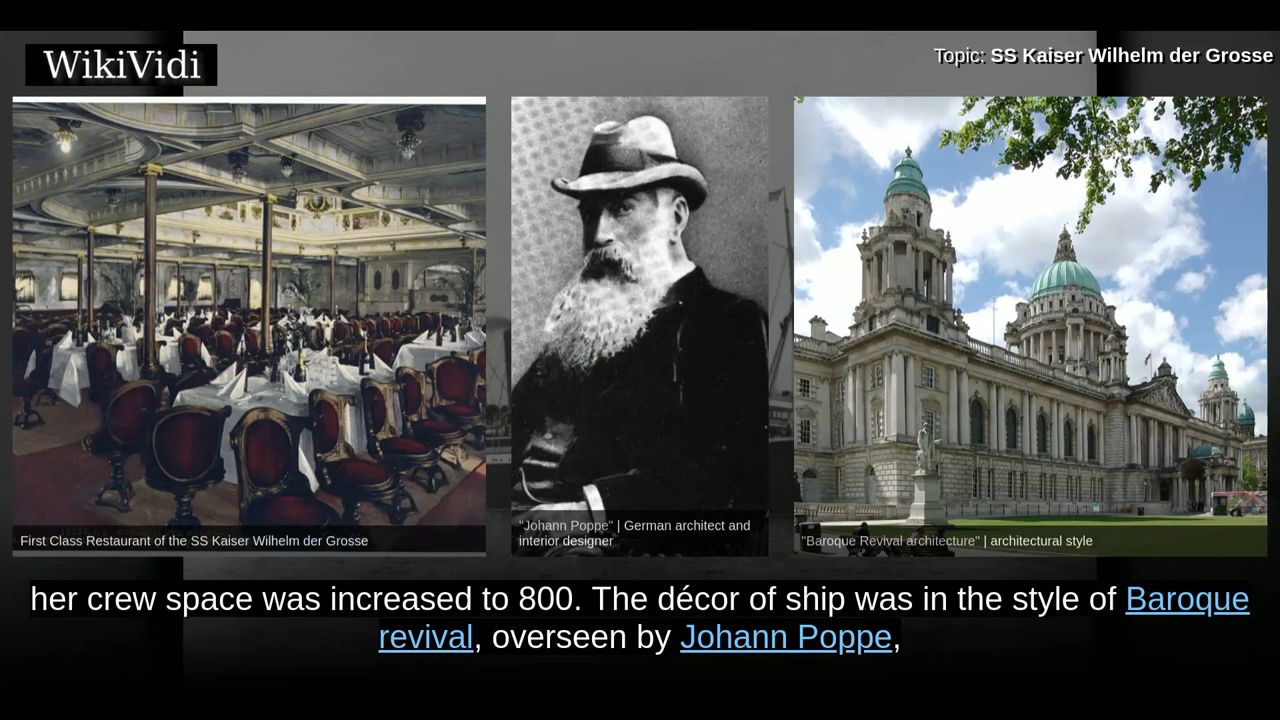 WikiVidi
Topic: SS Kaiser Wilhelm der Grosse
First Class Restaurant of the SS Kaiser Wilhelm der Grosse
"Johann Poppe" | German architect and
interior designer
"Baroque Revival architecture" | architectural style
her crew space was increased to 800. The décor of ship was in the style of Baroque
revival, overseen by Johann Poppe,